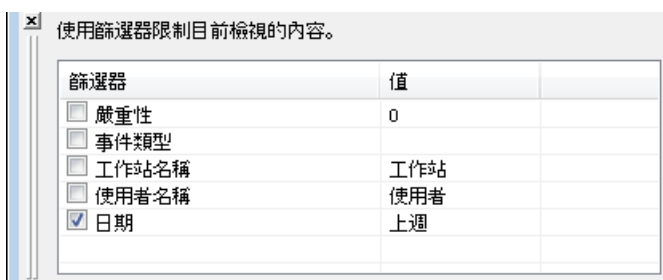 使用篩選器限制目前檢視的內容。
篩選器 值
嚴重性 0
事件類型
工作站名稱 工作站
使用者名稱 使用者
日期 上週